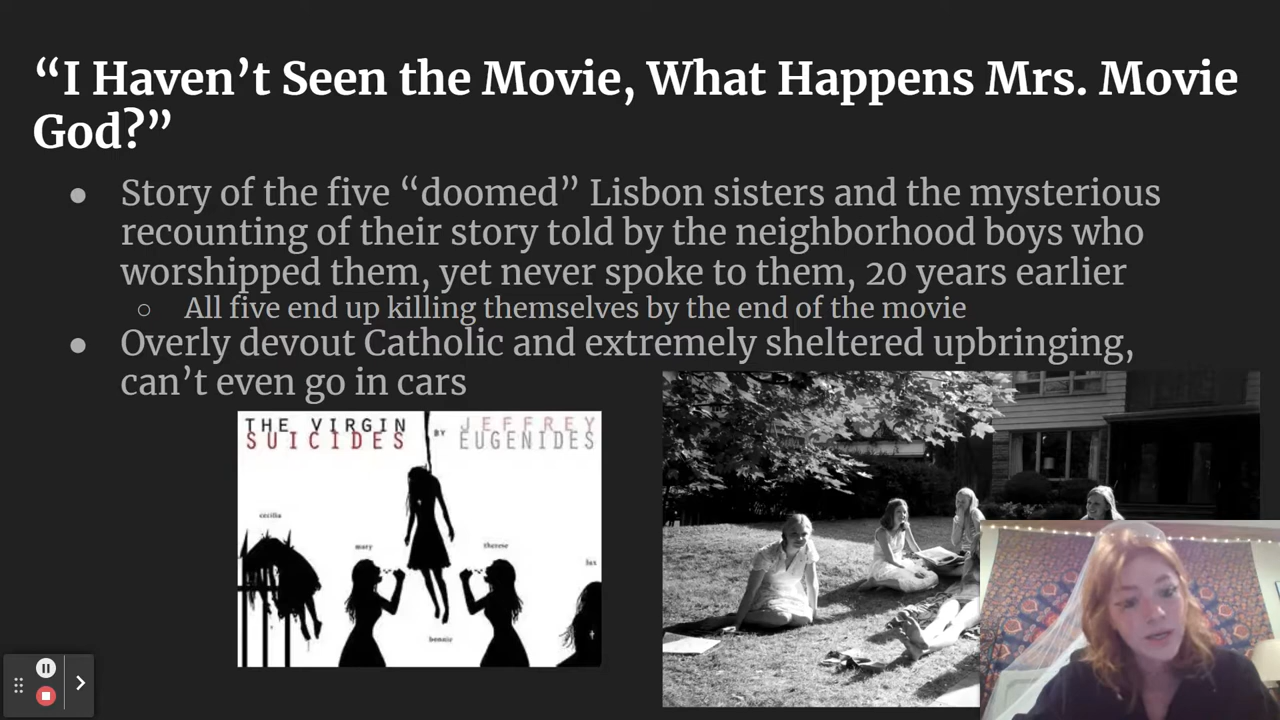 “I Haven’t Seen the Movie, What Happens Mrs. Movie
God?”
● Story of the five “doomed” Lisbon sisters and the mysterious
recounting of their story told by the neighborhood boys who
worshipped them, yet never spoke to them, 20 years earlier
○ All five end up killing themselves by the end of the movie
● Overly devout Catholic and extremely sheltered upbringing,
can’t even go in cars
THE VIRGIN
SUICIDES
BY
JEFFREY
EUGENIDES
cecilia
mary
therese
lux
bonnie